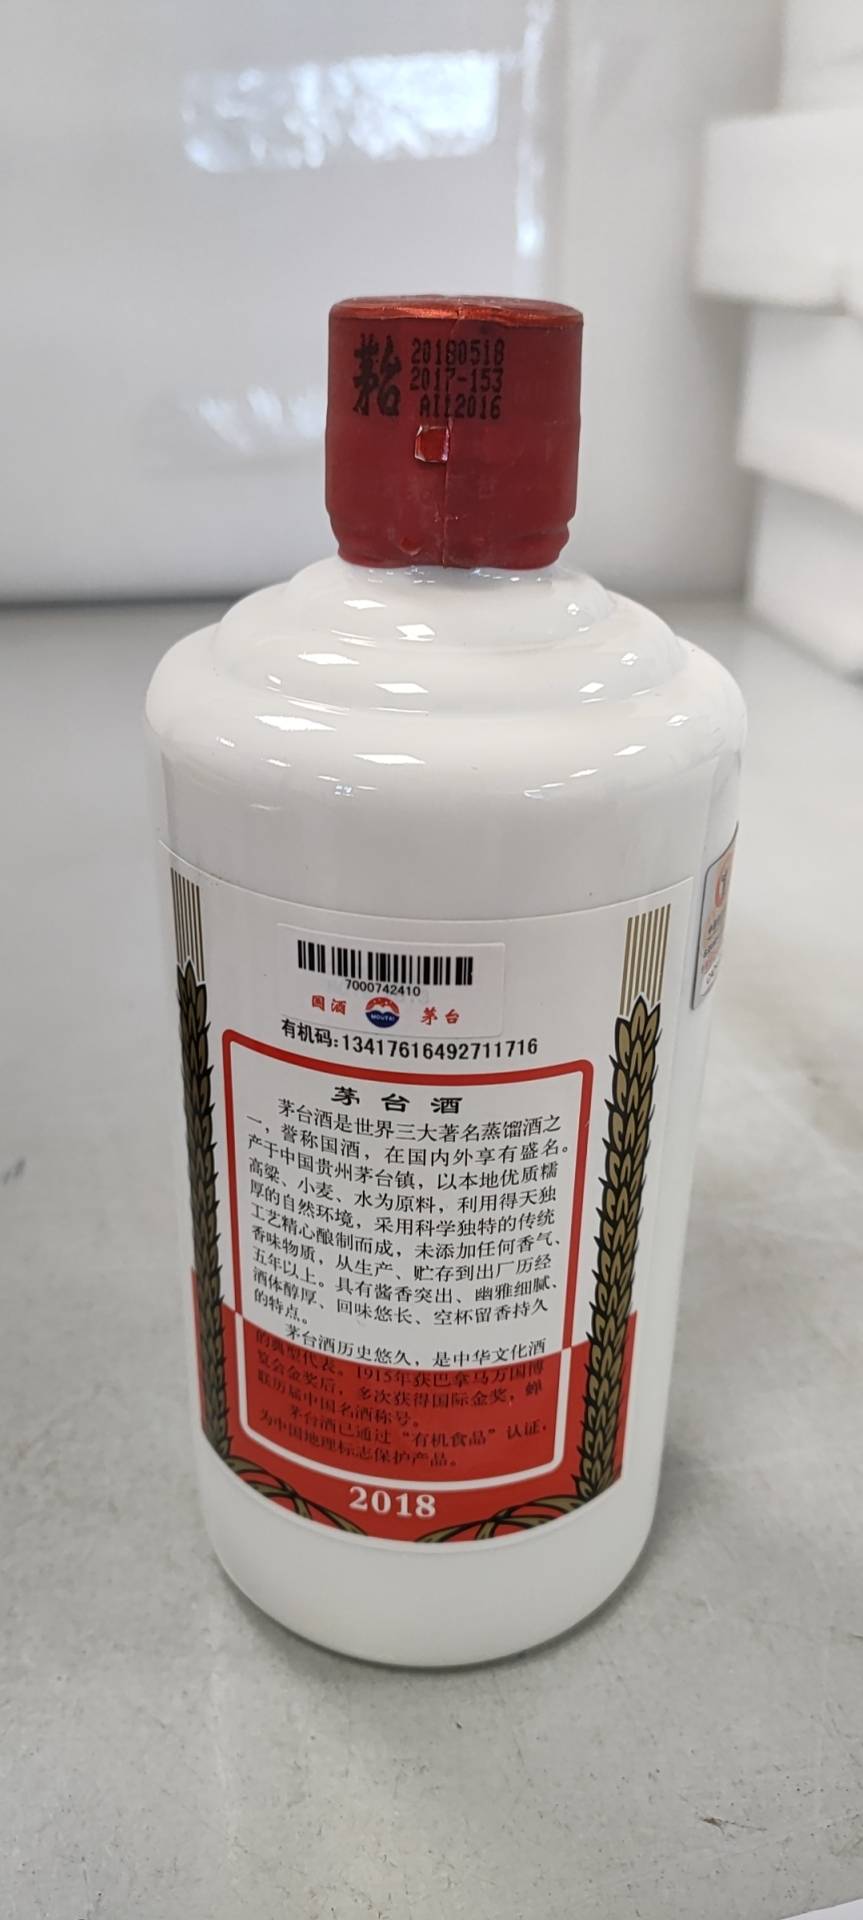 茅台
20180518
2017-153
AI12016
7000742410
国酒 MOUTAI 茅台
有机码:13417616492711716
茅台酒
茅台酒是世界三大著名蒸馏酒之
一，誉称国酒，在国内外享有盛名。
产于中国贵州茅台镇，以本地优质糯
高粱、小麦、水为原料，利用得天独
厚的自然环境，采用科学独特的传统
工艺精心酿制而成，未添加任何香气、
香味物质，从生产、贮存到出厂历经
五年以上。具有酱香突出、幽雅细腻、
酒体醇厚、回味悠长、空杯留香持久
的特点。
茅台酒历史悠久，是中华文化酒
的典型代表。1915年获巴拿马万国博
览会金奖后，多次获得国际金奖，蝉
联历届中国名酒称号。
茅台酒已通过“有机食品”认证，
为中国地理标志保护产品。
2018